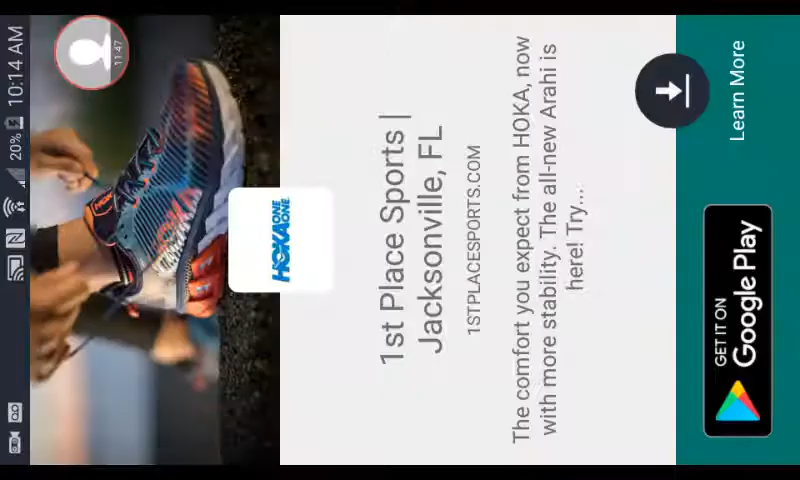 20% 10:14 AM
11:47
HOKA ONE ONE
1st Place Sports |
Jacksonville, FL
1STPLACESPORTS.COM
The comfort you expect from HOKA, now
with more stability. The all-new Arahi is
here! Try...
GET IT ON
Google Play
Learn More